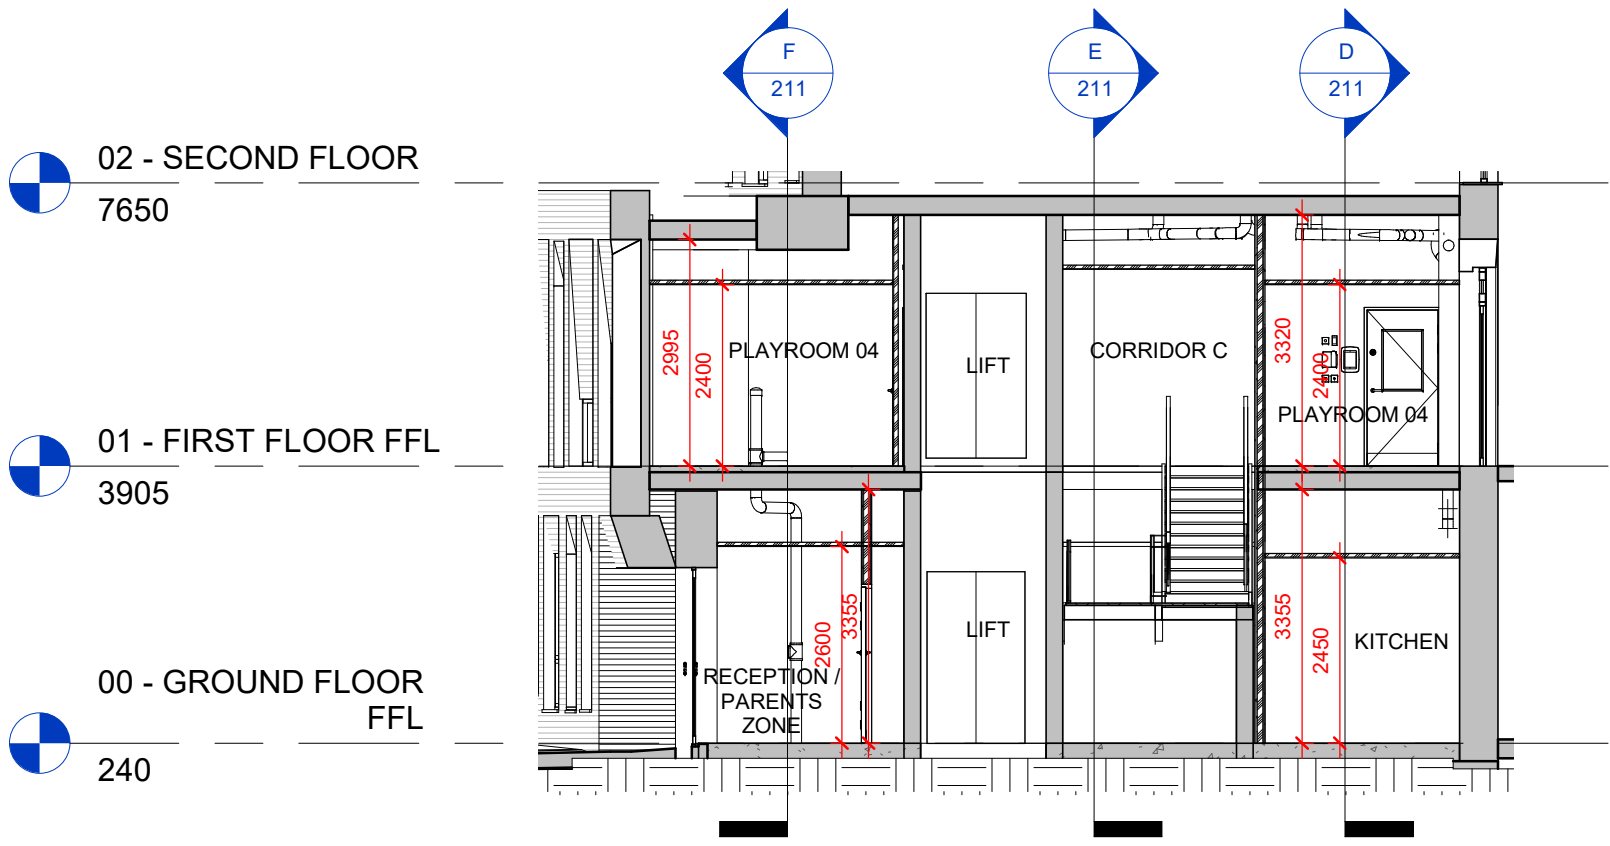 F
211
E
211
D
211
02 - SECOND FLOOR
7650
2995
2400
PLAYROOM 04
LIFT
CORRIDOR C
3320
2400
PLAYROOM 04
01 - FIRST FLOOR FFL
3905
2600
3355
LIFT
3355
2450
KITCHEN
RECEPTION /
PARENTS
ZONE
00 - GROUND FLOOR
FFL
240